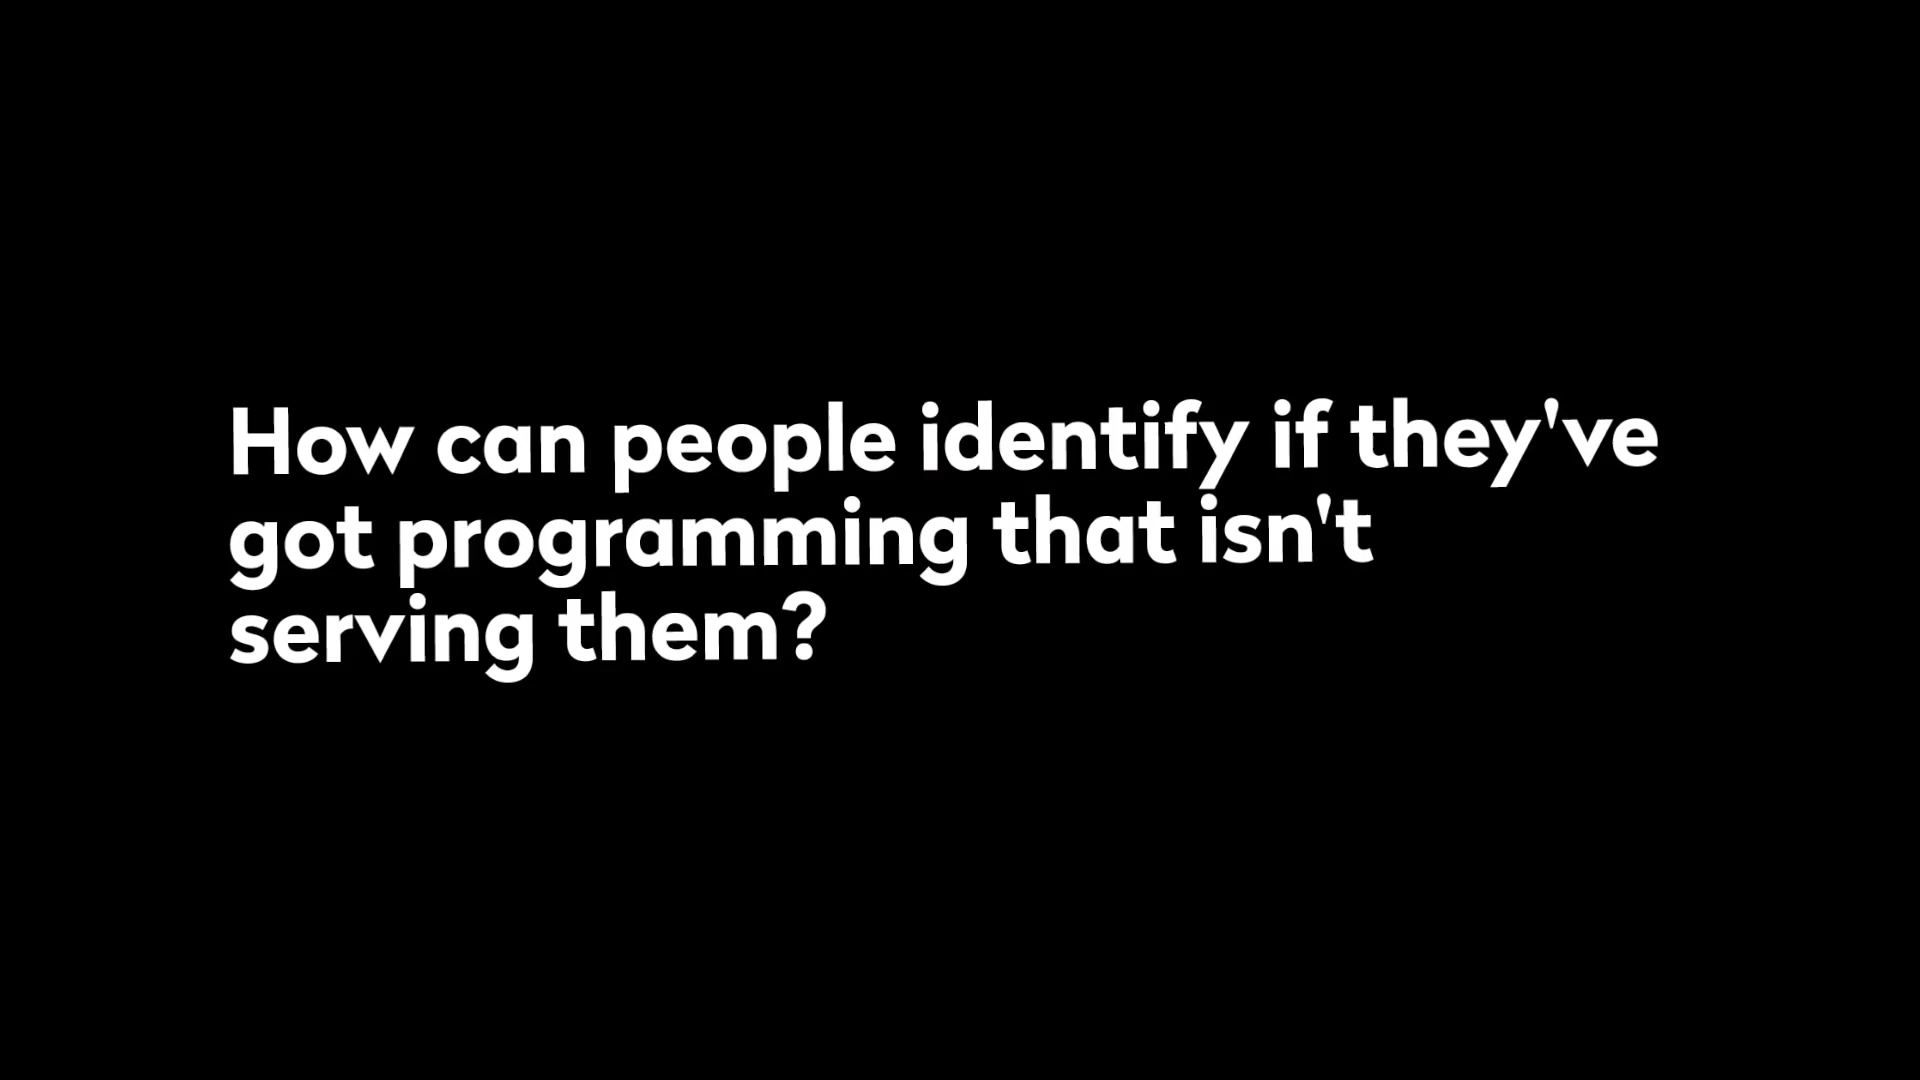 How can people identify if they've
got programming that isn't
serving them?